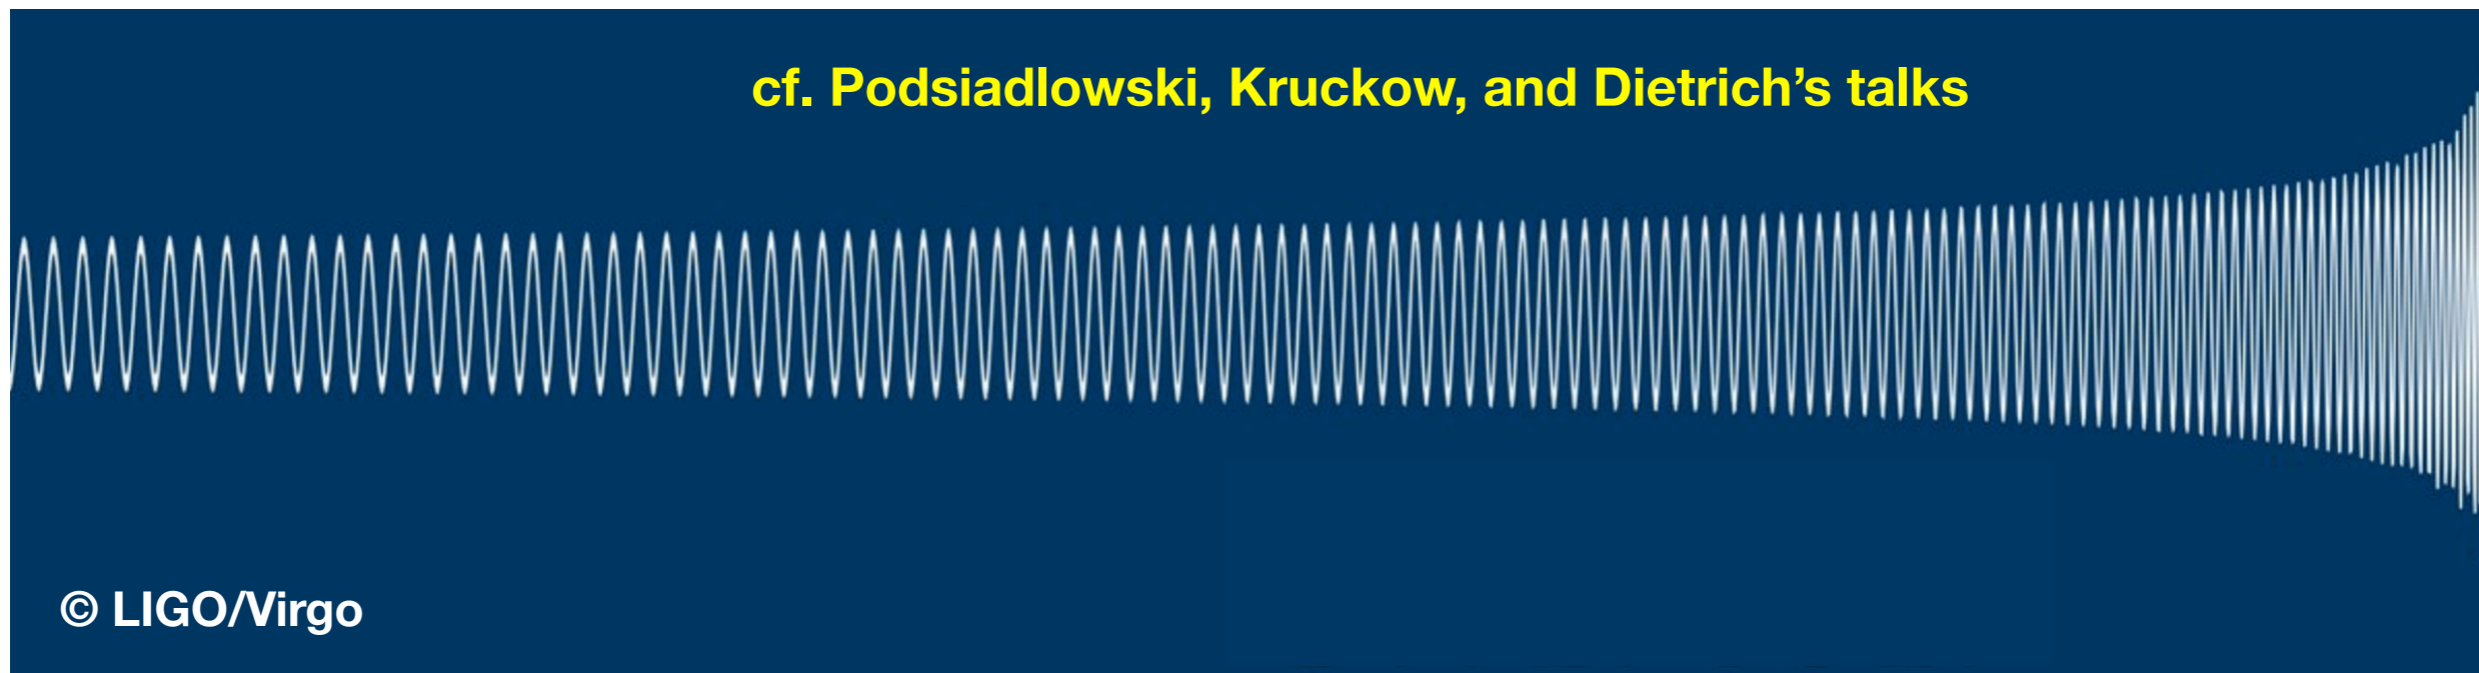 cf. Podsiadlowski, Kruckow, and Dietrich’s talks
© LIGO/Virgo